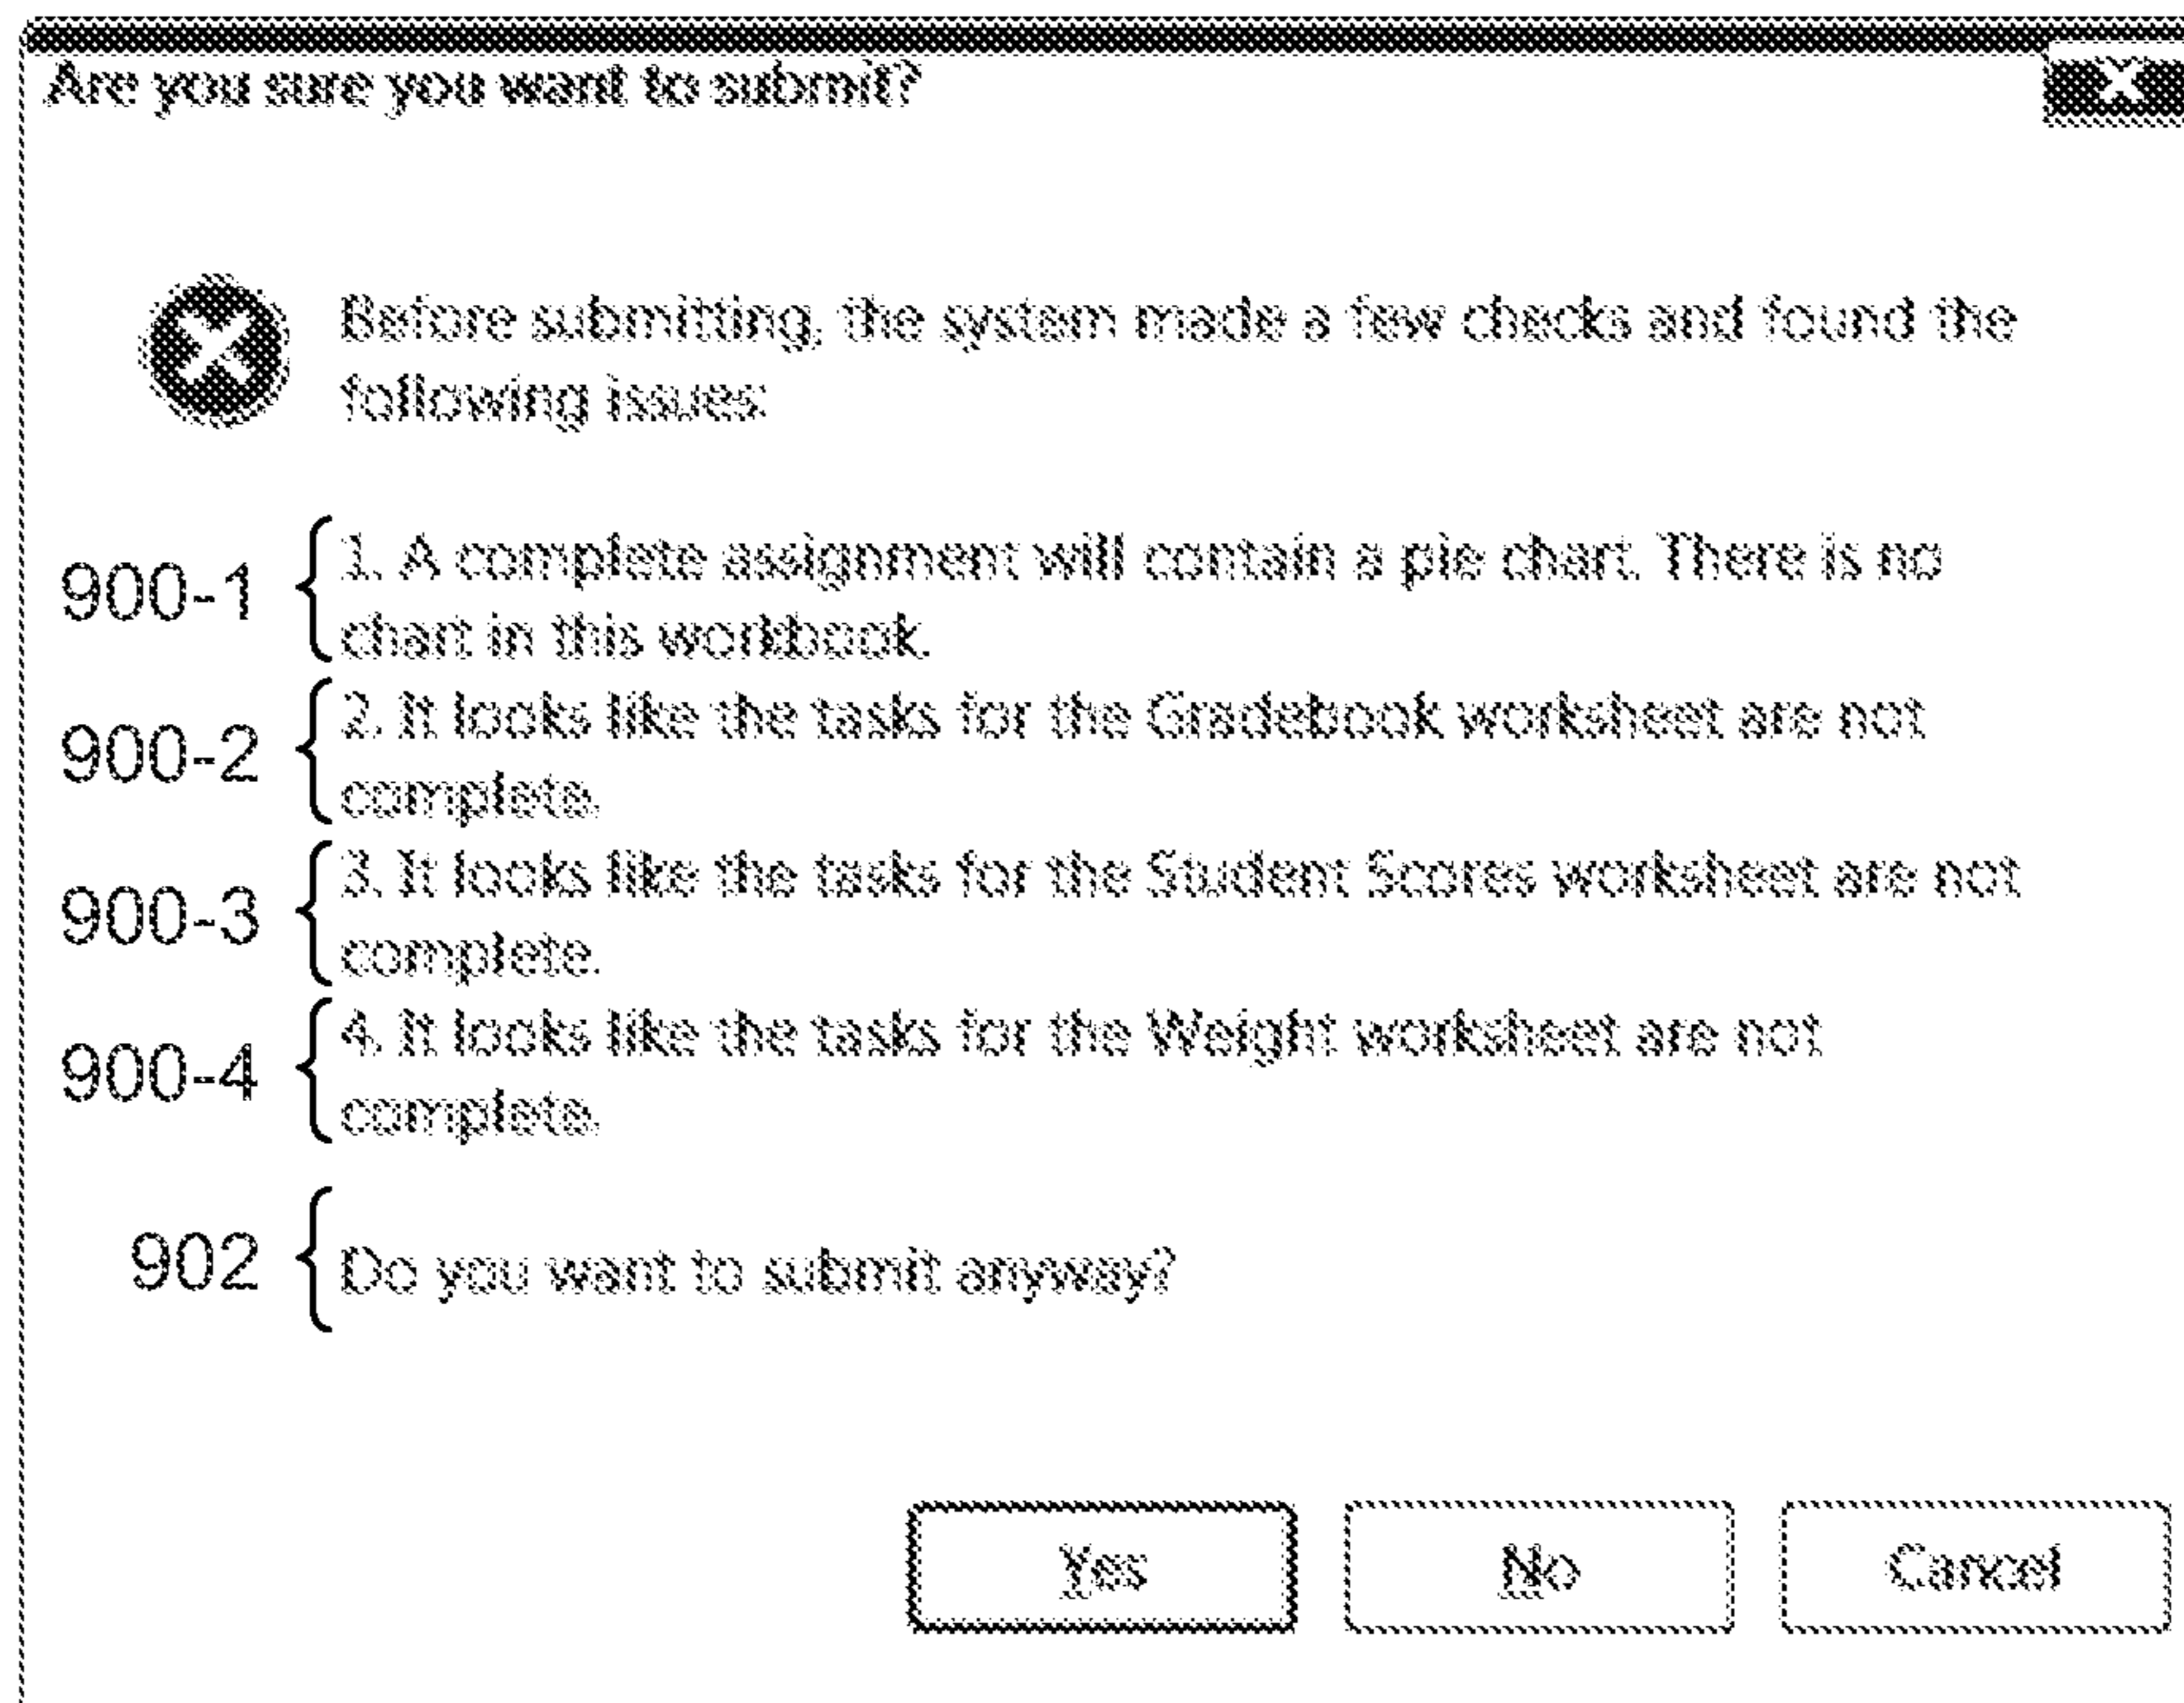 Are you sure you want to submit?
Before submitting, the system made a few checks and found the
following issues:
900-1
1. A complete assignment will contain a pie chart. There is no
chart in this workbook.
900-2
2. It looks like the tasks for the Gradebook worksheet are not
complete.
900-3
3. It looks like the tasks for the Student Scores worksheet are not
complete.
900-4
4. It looks like the tasks for the Weight worksheet are not
complete.
902
Do you want to submit anyway?
Yes
No
Cancel